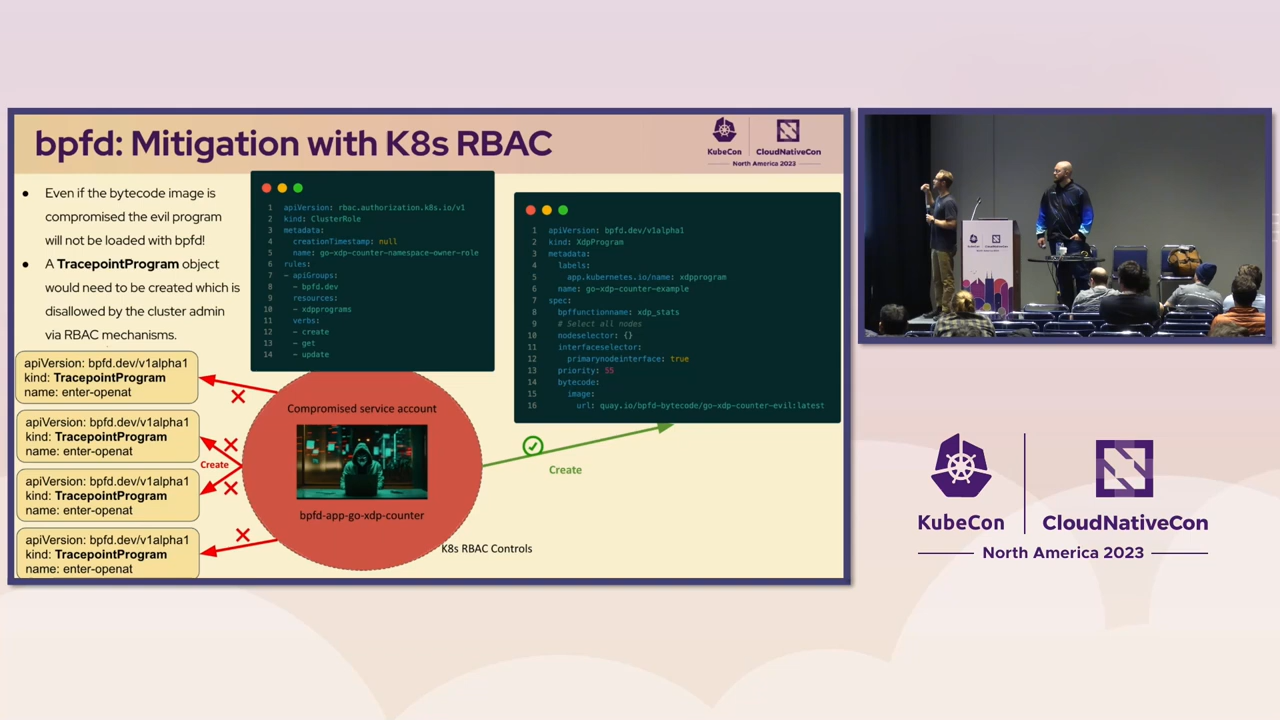 bpfd: Mitigation with K8s RBAC
KubeCon
CloudNativeCon
North America 2023
● Even if the bytecode image is
compromised the evil program
will not be loaded with bpfd!
● A TracepointProgram object
would need to be created which is
disallowed by the cluster admin
via RBAC mechanisms.
1 apiVersion: rbac.authorization.k8s.io/v1
2 kind: ClusterRole
3 metadata:
4   creationTimestamp: null
5   name: go-xdp-counter-namespace-owner-role
6 rules:
7 - apiGroups:
8   - bpfd.dev
9   resources:
10   - xdpprograms
11   verbs:
12   - create
13   - get
14   - update
1 apiVersion: bpfd.dev/v1alpha1
2 kind: XdpProgram
3 metadata:
4   labels:
5     app.kubernetes.io/name: xdpprogram
6   name: go-xdp-counter-example
7 spec:
8   bpffunctionname: xdp_stats
9   # Select all nodes
10   nodeselector: {}
11   interfaceselector:
12     primarynodeinterface: true
13   priority: 55
14   bytecode:
15     image:
16       url: quay.io/bpfd-bytecode/go-xdp-counter-evil:latest
apiVersion: bpfd.dev/v1alpha1
kind: TracepointProgram
name: enter-openat
apiVersion: bpfd.dev/v1alpha1
kind: TracepointProgram
name: enter-openat
apiVersion: bpfd.dev/v1alpha1
kind: TracepointProgram
name: enter-openat
apiVersion: bpfd.dev/v1alpha1
kind: TracepointProgram
name: enter-openat
Create
Compromised service account
bpfd-app-go-xdp-counter
K8s RBAC Controls
Create
KubeCon
CloudNativeCon
North America 2023